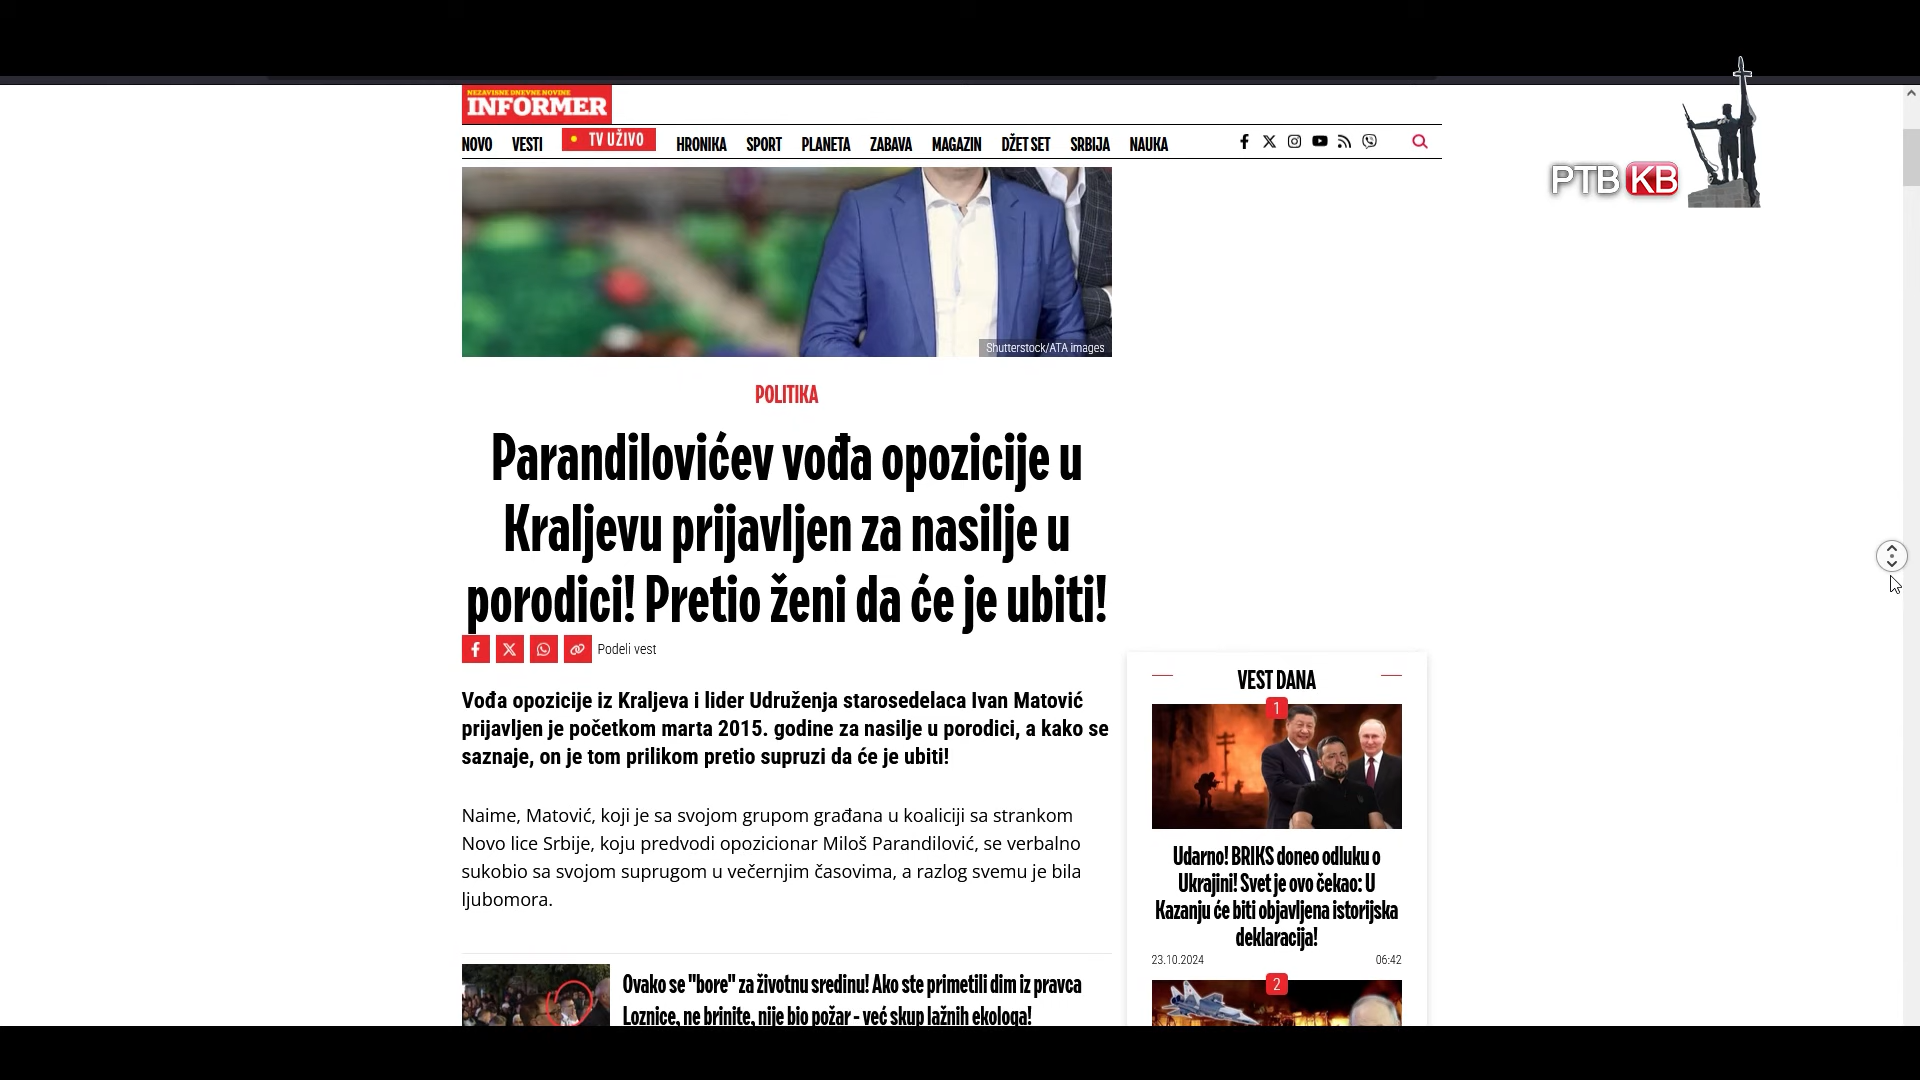 NEZAVISNE DNEVNE NOVINE
INFORMER
NOVO VESTI TV UŽIVO HRONIKA SPORT PLANETA ZABAVA MAGAZIN DŽET SET SRBIJA NAUKA
РТВ КВ
Shutterstock/ATA images
POLITIKA
Parandilovićev vođa opozicije u
Kraljevu prijavljen za nasilje u
porodici! Pretio ženi da će je ubiti!
Podeli vest
Vođa opozicije iz Kraljeva i lider Udruženja starosedelaca Ivan Matović
prijavljen je početkom marta 2015. godine za nasilje u porodici, a kako se
saznaje, on je tom prilikom pretio supruzi da će je ubiti!
Naime, Matović, koji je sa svojom grupom građana u koaliciji sa strankom
Novo lice Srbije, koju predvodi opozicionar Miloš Parandilović, se verbalno
sukobio sa svojom suprugom u večernjim časovima, a razlog svemu je bila
ljubomora.
Ovako se "bore" za životnu sredinu! Ako ste primetili dim iz pravca
Loznice, ne brinite, nije bio požar - već skup lažnih ekologa!
VEST DANA
1
Udarno! BRIKS doneo odluku o
Ukrajini! Svet je ovo čekao: U
Kazanju će biti objavljena istorijska
deklaracija!
23.10.2024 06:42
2